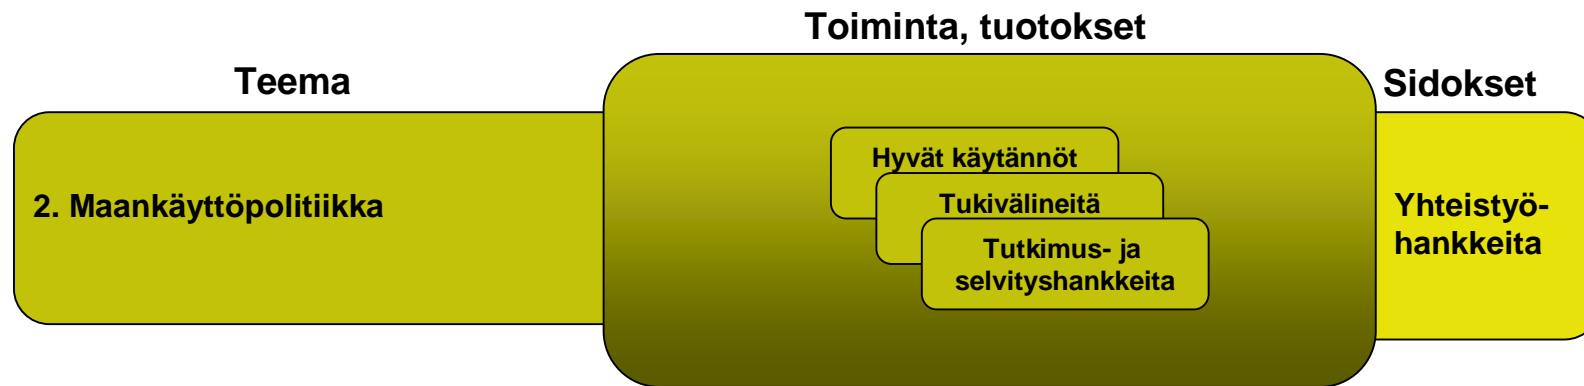 Toiminta, tuotokset
Teema
Sidokset
Hyvät käytännöt
2. Maankäyttöpolitiikka
Tukivälineitä
Yhteistyö-
hankkeita
Tutkimus- ja
selvityshankkeita